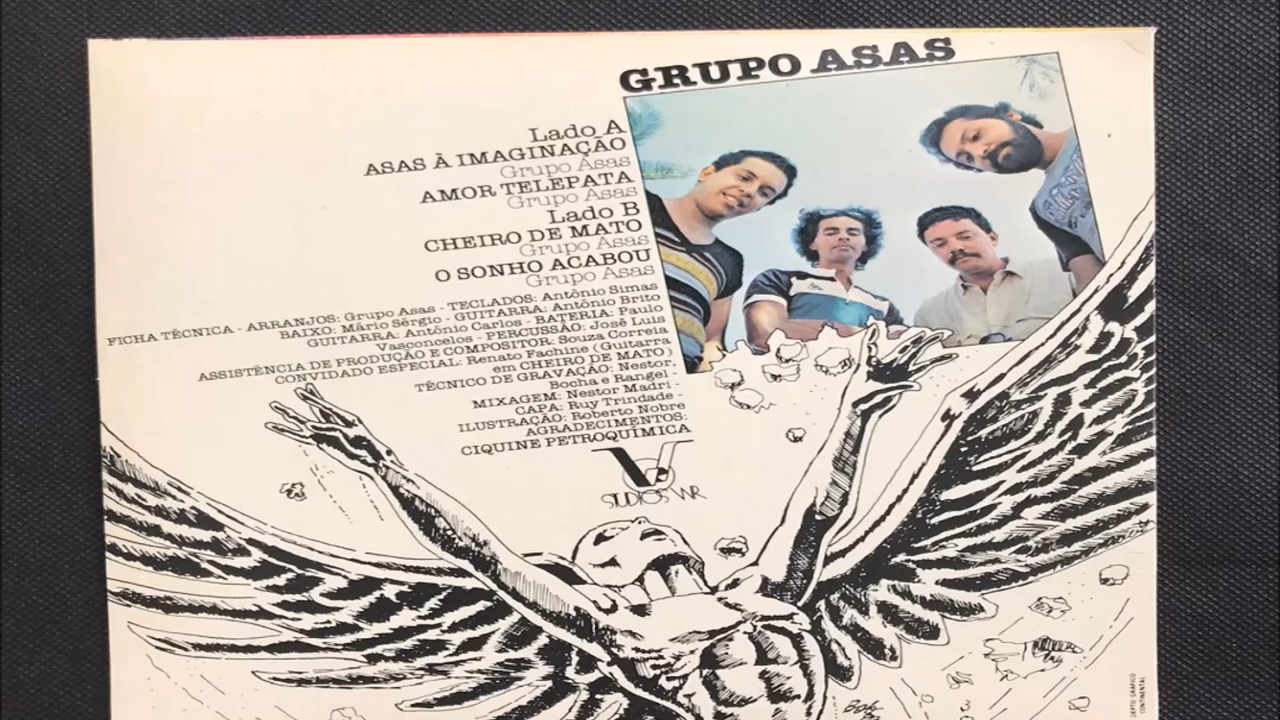 GRUPO ASAS
Lado A
ASAS À IMAGINAÇÃO
Grupo Asas
AMOR TELEPATA
Grupo Asas
Lado B
CHEIRO DE MATO
Grupo Asas
O SONHO ACABOU
Grupo Asas
FICHA TÉCNICA - ARRANJOS: Grupo Asas - TECLADOS: Antônio Simas
BAIXO: Mário Sérgio - GUITARRA: Antônio Brito
GUITARRA: Antônio Carlos - BATERIA: Paulo
Vasconcelos - PERCUSSÃO: José Luis
ASSISTÊNCIA DE PRODUÇÃO E COMPOSITOR: Souza Correia
CONVIDADO ESPECIAL: Renato Fachine (Guitarra
em CHEIRO DE MATO)
TÉCNICO DE GRAVAÇÃO: Nestor,
Bocha e Rangel -
MIXAGEM: Nestor Madri -
CAPA: Ruy Trindade -
ILUSTRAÇÃO: Roberto Nobre
AGRADECIMENTOS:
CIQUINE PETROQUÍMICA
STUDIOS WR
GRÁFICO
CONTINENTAL